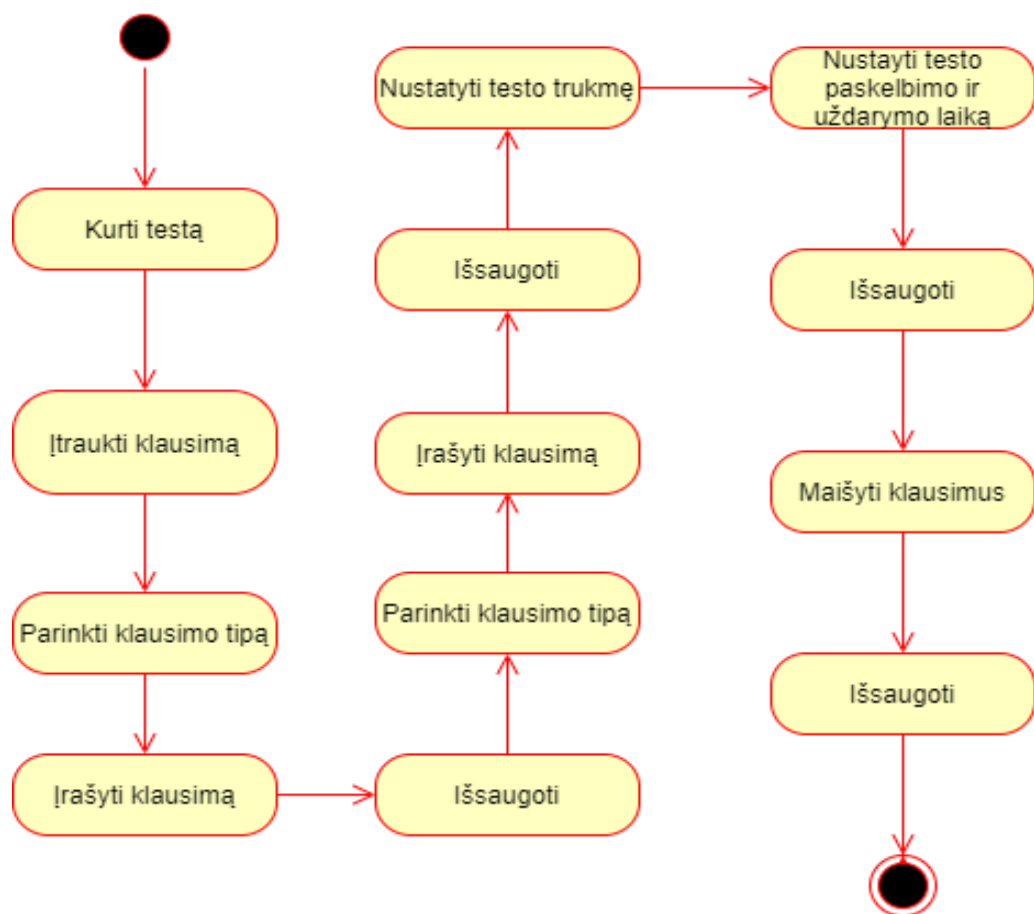 Kurti testą
Įtraukti klausimą
Parinkti klausimo tipą
Įrašyti klausimą
Išsaugoti
Parinkti klausimo tipą
Įrašyti klausimą
Išsaugoti
Nustatyti testo trukmę
Nustayti testo
paskelbimo ir
uždarymo laiką
Išsaugoti
Maišyti klausimus
Išsaugoti